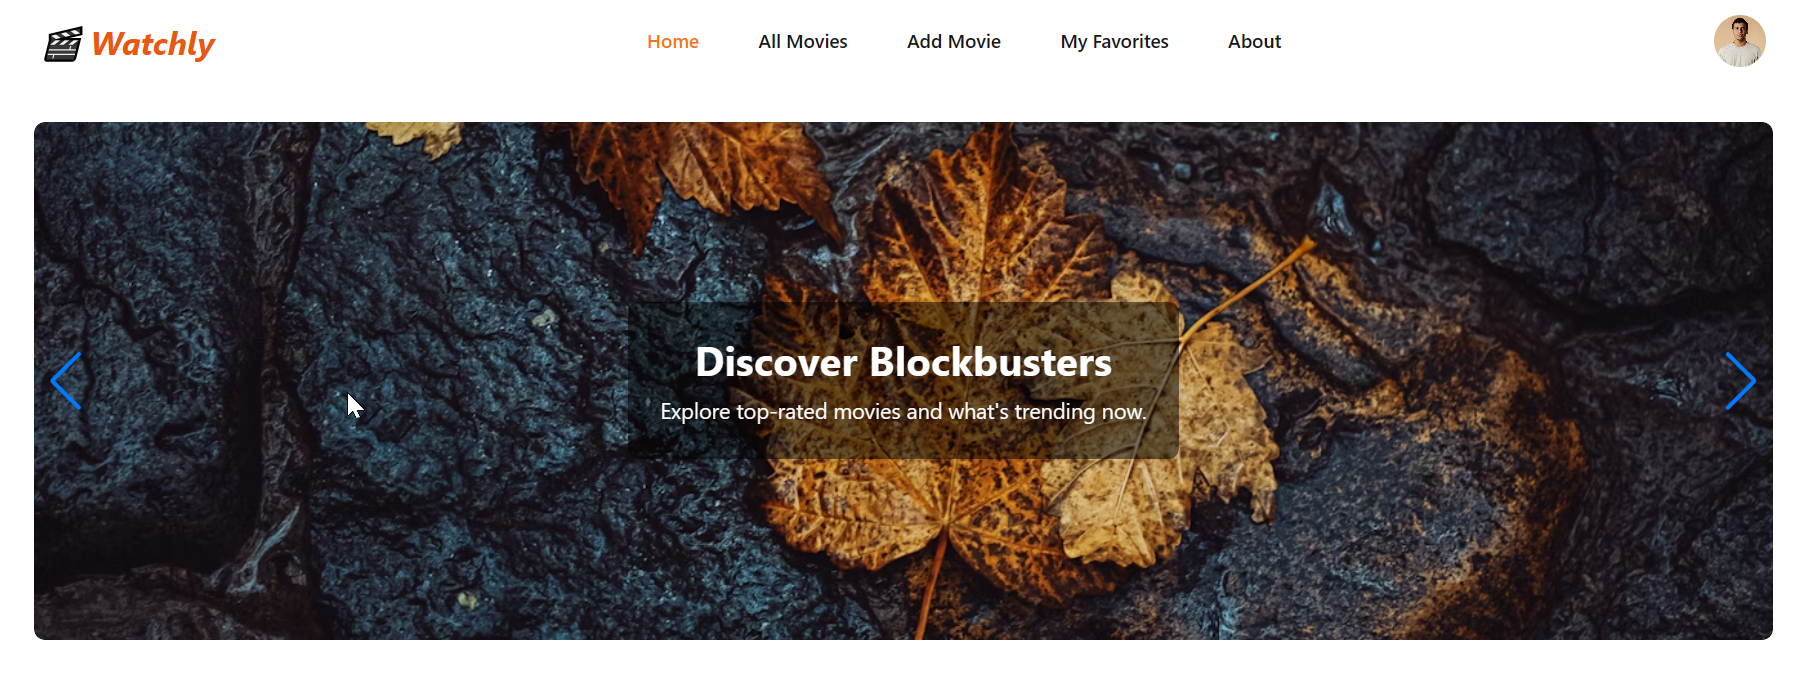 Watchly
Home All Movies Add Movie My Favorites About
Discover Blockbusters
Explore top-rated movies and what's trending now.